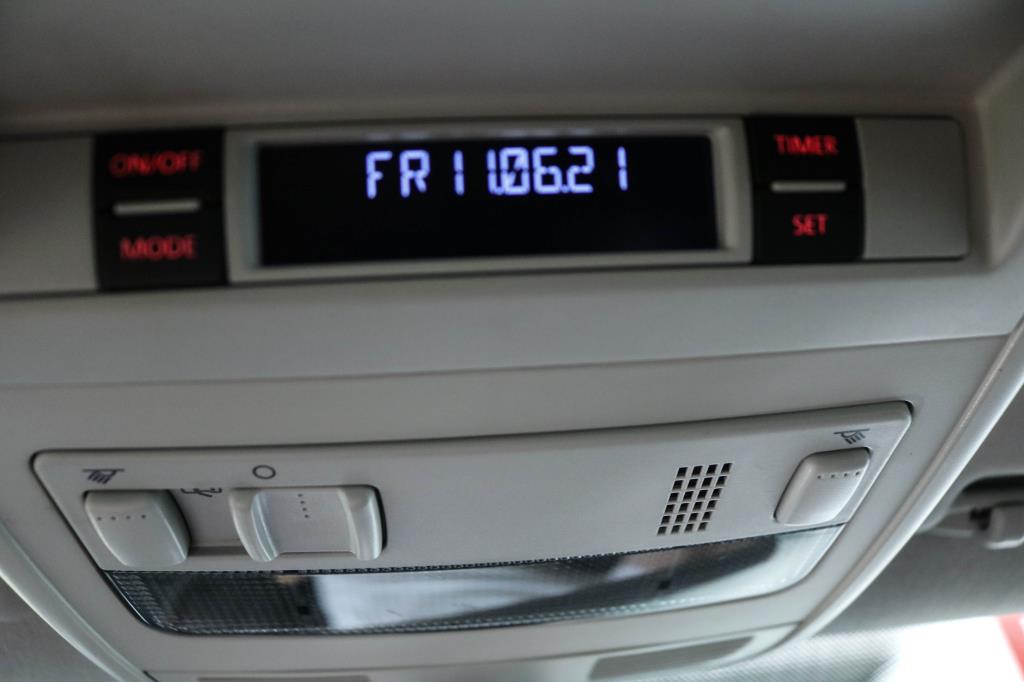 ON/OFF
MODE
FR 11.06.21
TIMER
SET